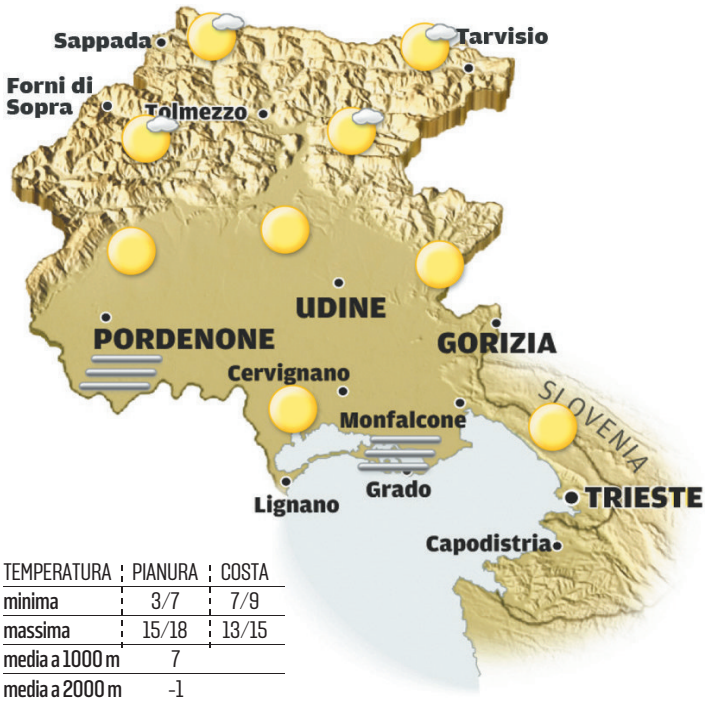 Sappada
Tarvisio
Forni di
Sopra
Tolmezzo
UDINE
PORDENONE
GORIZIA
Cervignano
SLOVENIA
Monfalcone
Grado
Lignano
TRIESTE
Capodistria
TEMPERATURA PIANURA COSTA
minima 3/7 7/9
massima 15/18 13/15
media a 1000 m 7
media a 2000 m -1